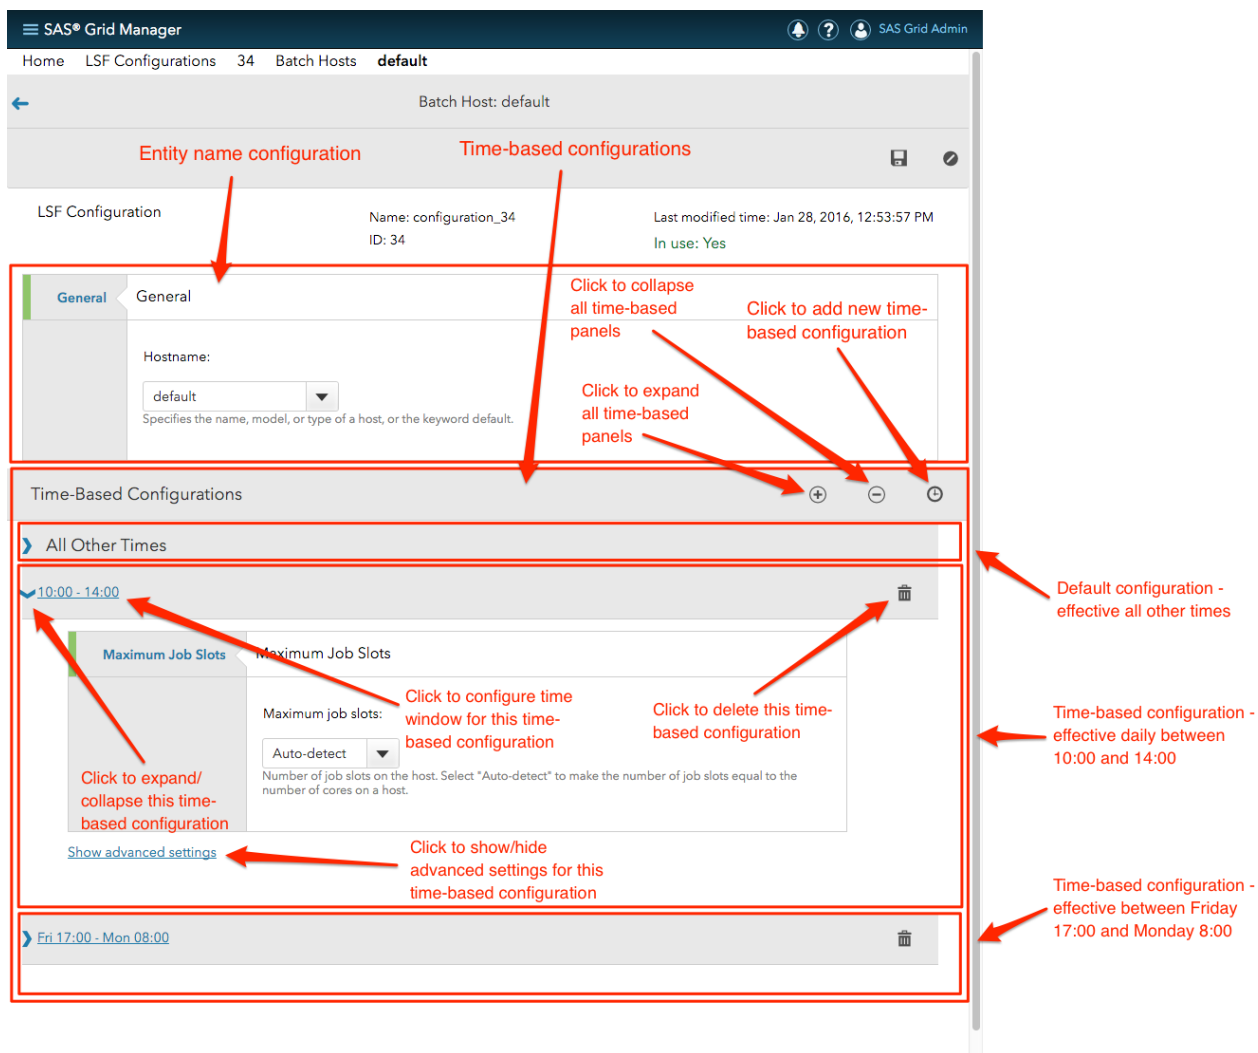 SAS® Grid Manager
SAS Grid Admin
Home LSF Configurations 34 Batch Hosts default
Batch Host: default
Entity name configuration
Time-based configurations
LSF Configuration
Name: configuration_34
ID: 34
Last modified time: Jan 28, 2016, 12:53:57 PM
In use: Yes
General
General
Click to collapse
all time-based
panels
Click to add new time-
based configuration
Hostname:
default
Specifies the name, model, or type of a host, or the keyword default.
Click to expand
all time-based
panels
Time-Based Configurations
All Other Times
Default configuration -
effective all other times
10:00 - 14:00
Maximum Job Slots
Maximum Job Slots
Maximum job slots:
Auto-detect
Number of job slots on the host. Select "Auto-detect" to make the number of job slots equal to the
number of cores on a host.
Click to configure time
window for this time-
based configuration
Click to delete this time-
based configuration
Time-based configuration -
effective daily between
10:00 and 14:00
Click to expand/
collapse this time-
based configuration
Show advanced settings
Click to show/hide
advanced settings for this
time-based configuration
Time-based configuration -
effective between Friday
17:00 and Monday 8:00
Fri 17:00 - Mon 08:00